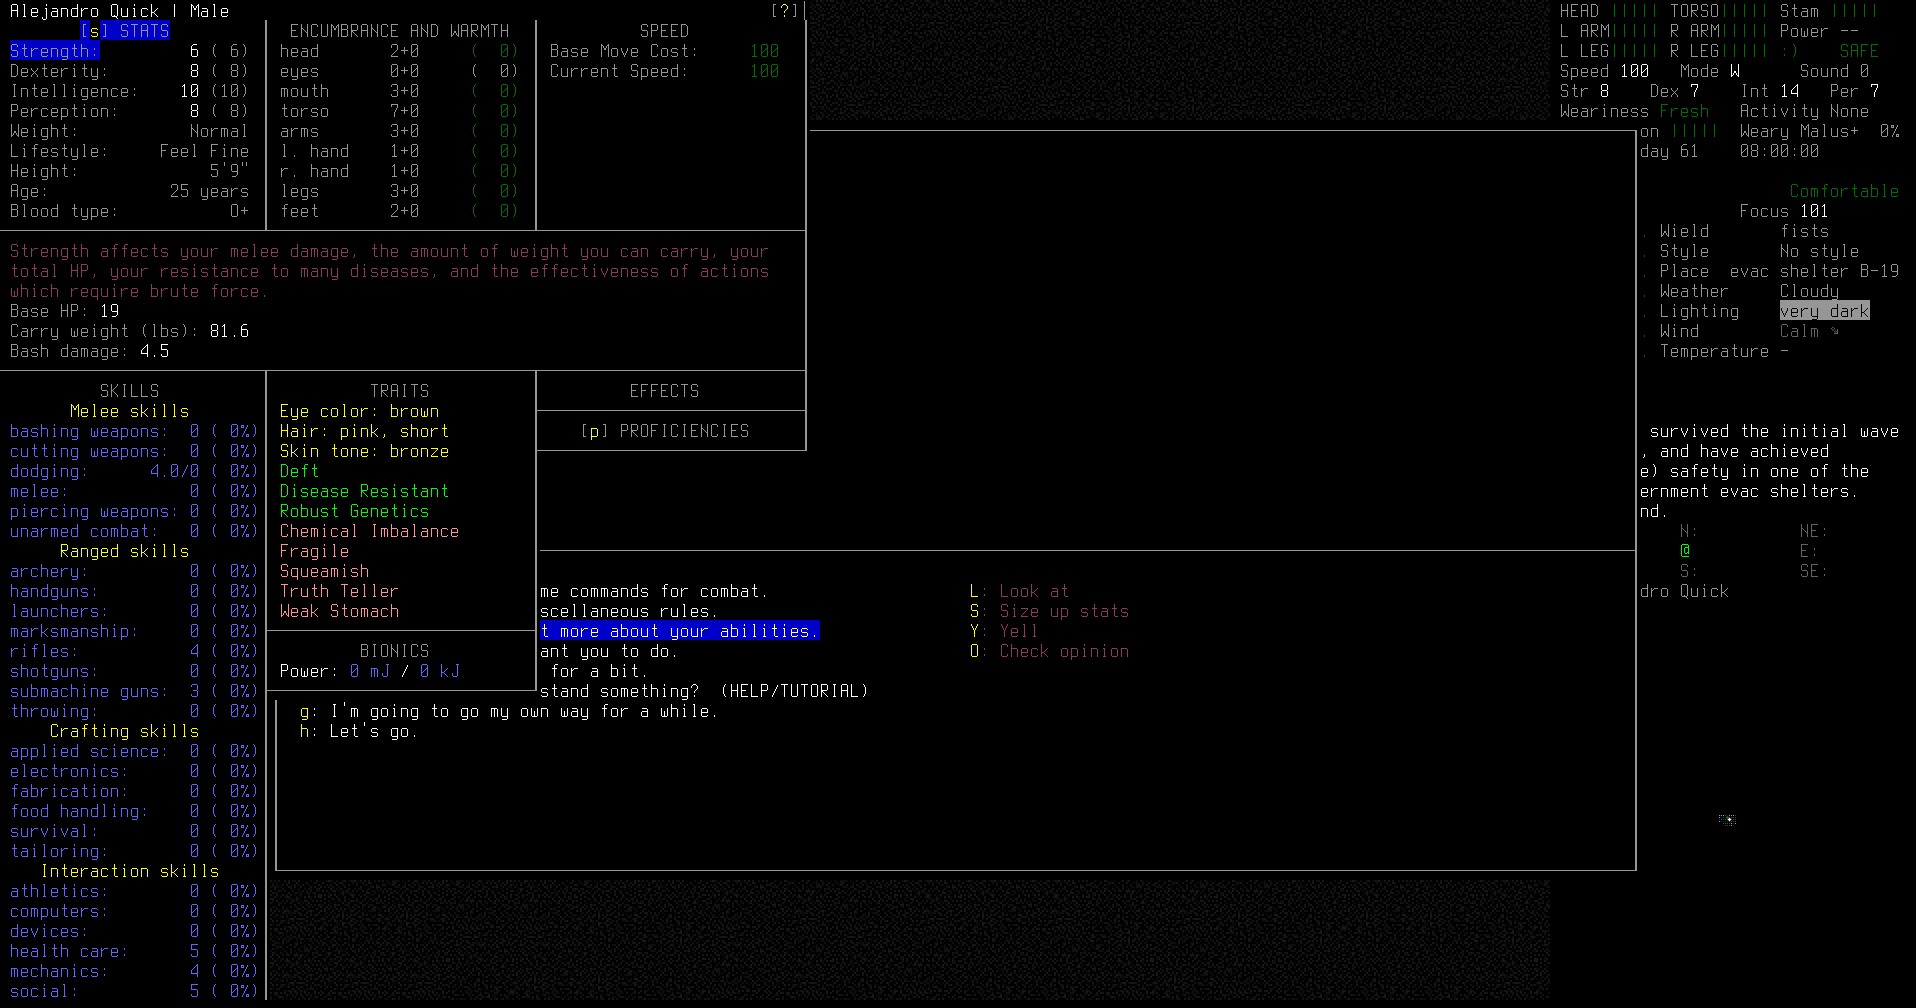 Alejandro Quick | Male [?]
[s] STATS
Strength: 6 ( 6)
Dexterity: 8 ( 8)
Intelligence: 10 (10)
Perception: 8 ( 8)
Weight: Normal
Lifestyle: Feel Fine
Height: 5'9"
Age: 25 years
Blood type: O+
ENCUMBRANCE AND WARMTH
head 2+0 ( 0)
eyes 0+0 ( 0)
mouth 3+0 ( 0)
torso 7+0 ( 0)
arms 3+0 ( 0)
l. hand 1+0 ( 0)
r. hand 1+0 ( 0)
legs 3+0 ( 0)
feet 2+0 ( 0)
SPEED
Base Move Cost: 100
Current Speed: 100
Strength affects your melee damage, the amount of weight you can carry, your
total HP, your resistance to many diseases, and the effectiveness of actions
which require brute force.
Base HP: 19
Carry weight (lbs): 81.6
Bash damage: 4.5
SKILLS
Melee skills
bashing weapons: 0 ( 0%)
cutting weapons: 0 ( 0%)
dodging: 4.0/0 ( 0%)
melee: 0 ( 0%)
piercing weapons: 0 ( 0%)
unarmed combat: 0 ( 0%)
Ranged skills
archery: 0 ( 0%)
handguns: 0 ( 0%)
launchers: 0 ( 0%)
marksmanship: 0 ( 0%)
rifles: 4 ( 0%)
shotguns: 0 ( 0%)
submachine guns: 3 ( 0%)
throwing: 0 ( 0%)
Crafting skills
applied science: 0 ( 0%)
electronics: 0 ( 0%)
fabrication: 0 ( 0%)
food handling: 0 ( 0%)
survival: 0 ( 0%)
tailoring: 0 ( 0%)
Interaction skills
athletics: 0 ( 0%)
computers: 0 ( 0%)
devices: 0 ( 0%)
health care: 5 ( 0%)
mechanics: 4 ( 0%)
social: 5 ( 0%)
TRAITS
Eye color: brown
Hair: pink, short
Skin tone: bronze
Deft
Disease Resistant
Robust Genetics
Chemical Imbalance
Fragile
Squeamish
Truth Teller
Weak Stomach
BIONICS
Power: 0 mJ / 0 kJ
EFFECTS
[p] PROFICIENCIES
me commands for combat.
scellaneous rules.
t more about your abilities.
ant you to do.
for a bit.
stand something? (HELP/TUTORIAL)
g: I'm going to go my own way for a while.
h: Let's go.
L: Look at
S: Size up stats
Y: Yell
O: Check opinion
HEAD ||||| TORSO||||| Stam |||||
L ARM||||| R ARM||||| Power --
L LEG||||| R LEG||||| :) SAFE
Speed 100 Mode W Sound 0
Str 8 Dex 7 Int 14 Per 7
Weariness Fresh Activity None
on ||||| Weary Malus+ 0%
day 61 08:00:00
Comfortable
Focus 101
. Wield fists
. Style No style
. Place evac shelter B-19
. Weather Cloudy
. Lighting very dark
. Wind Calm ⇘
. Temperature -
survived the initial wave
, and have achieved
e) safety in one of the
ernment evac shelters.
nd.
N: NE:
@ E:
S: SE:
dro Quick